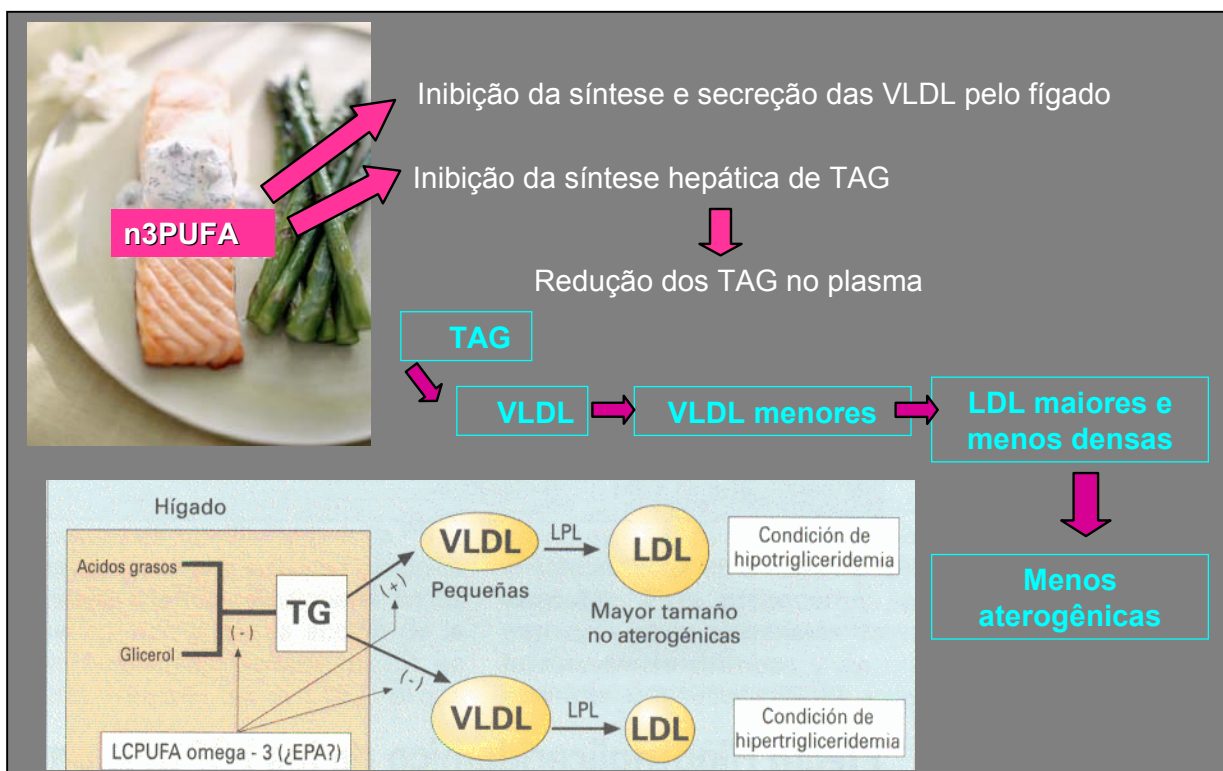 Inibição da síntese e secreção das VLDL pelo fígado
Inibição da síntese hepática de TAG
n3PUFA
Redução dos TAG no plasma
TAG
VLDL
VLDL menores
LDL maiores e
menos densas
Menos
aterogênicas
Hígado
Acidos grasos
Glicerol
(-)
TG
(+)
(-)
VLDL
Pequeñas
LPL
LDL
Mayor tamaño
no aterogénicas
Condición de
hipotrigliceridemia
VLDL
LPL
LDL
Condición de
hipertrigliceridemia
LCPUFA omega - 3 (¿EPA?)